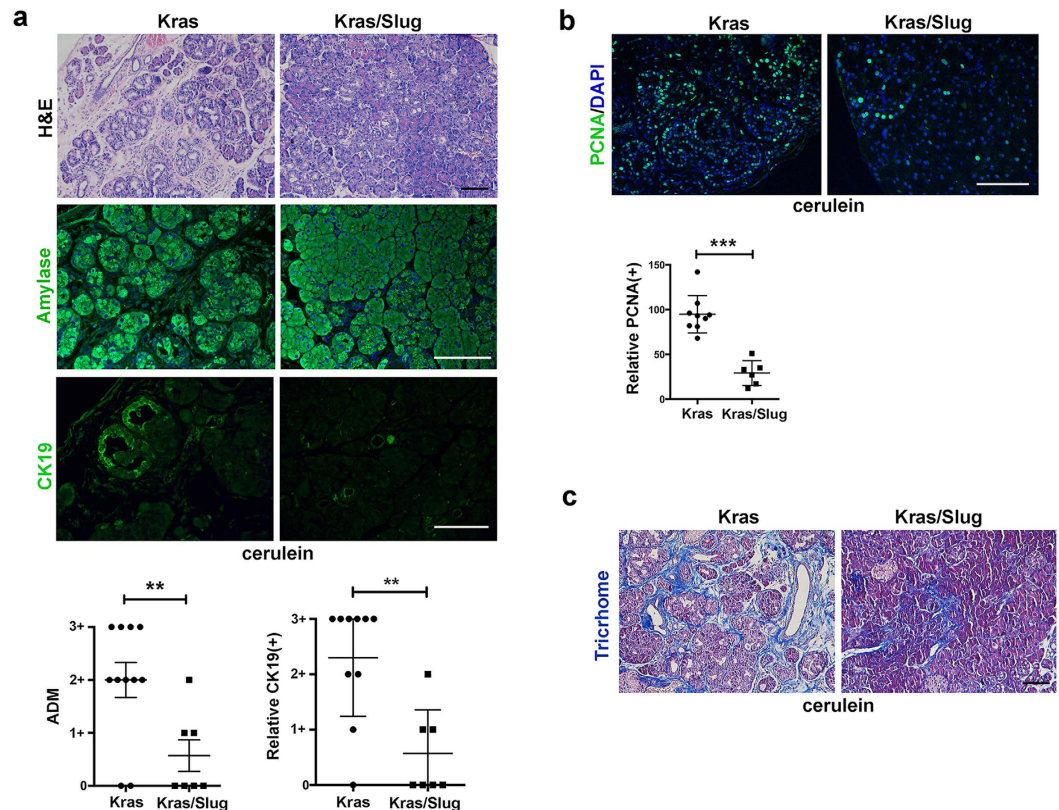 a
Kras Kras/Slug
H&E
Amylase
CK19
cerulein
**
3+
2+
1+
0
ADM
Kras Kras/Slug
**
3+
2+
1+
0
Relative CK19(+)
Kras Kras/Slug
b
Kras Kras/Slug
PCNA/DAPI
cerulein
***
150
100
50
0
Relative PCNA(+)
Kras Kras/Slug
c
Kras Kras/Slug
Tricrhome
cerulein